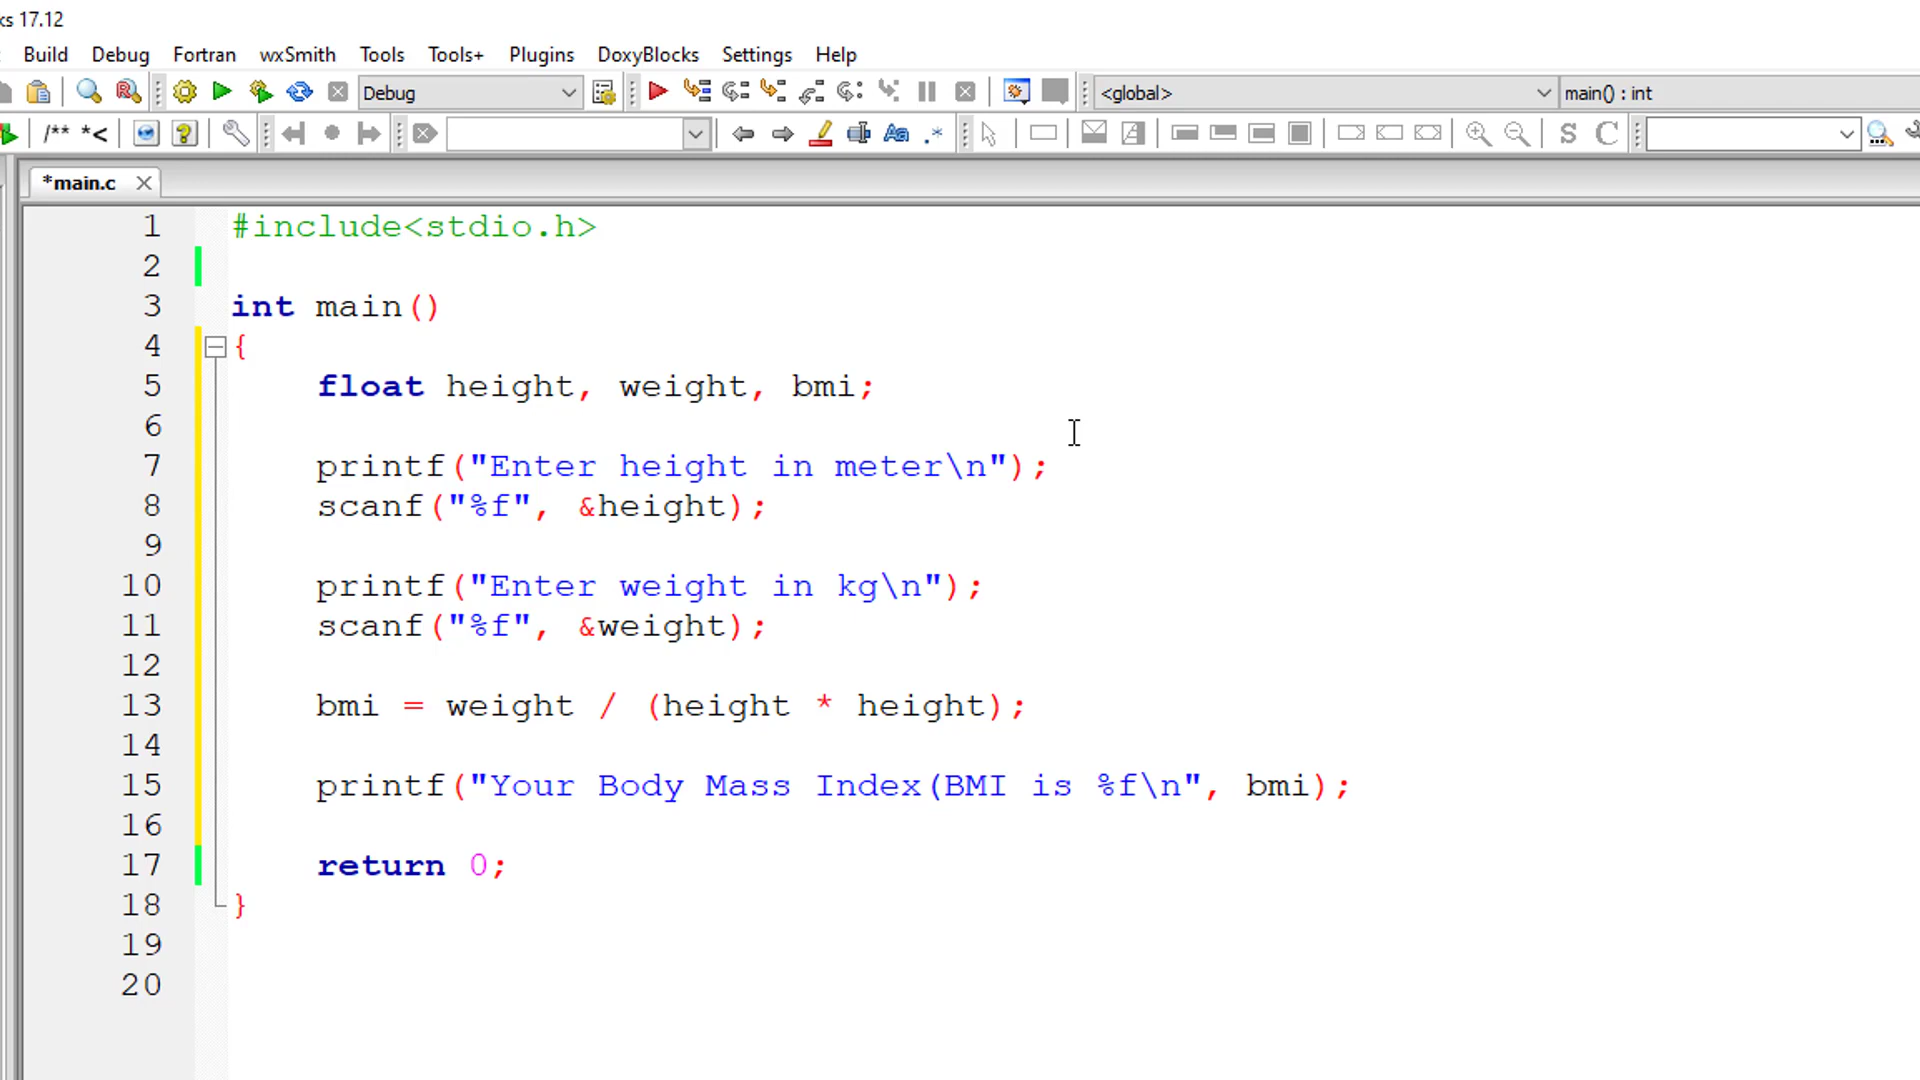 ks 17.12
Build Debug Fortran wxSmith Tools Tools+ Plugins DoxyBlocks Settings Help
Debug <global> main() : int
/** *< Aa .* S C
*main.c
1 #include<stdio.h>
2
3 int main()
4 {
5 float height, weight, bmi;
6
7 printf("Enter height in meter\n");
8 scanf("%f", &height);
9
10 printf("Enter weight in kg\n");
11 scanf("%f", &weight);
12
13 bmi = weight / (height * height);
14
15 printf("Your Body Mass Index(BMI is %f\n", bmi);
16
17 return 0;
18 }
19
20